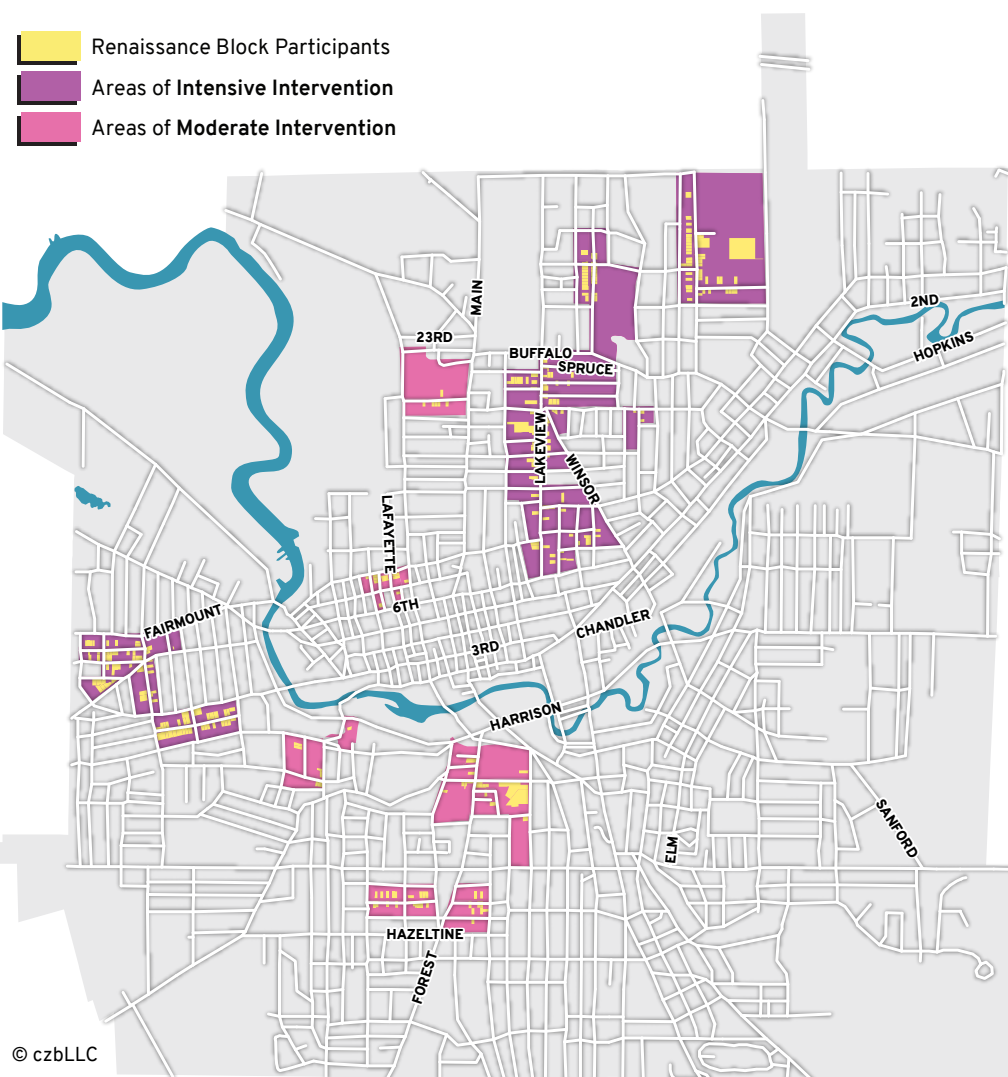 Renaissance Block Participants
Areas of Intensive Intervention
Areas of Moderate Intervention
2ND
MAIN
HOPKINS
23RD
BUFFALO
SPRUCE
LAKEVIEW
WINSOR
LAFAYETTE
6TH
FAIRMOUNT
CHANDLER
3RD
HARRISON
SANFORD
ELM
HAZELTINE
FOREST
© czbLLC